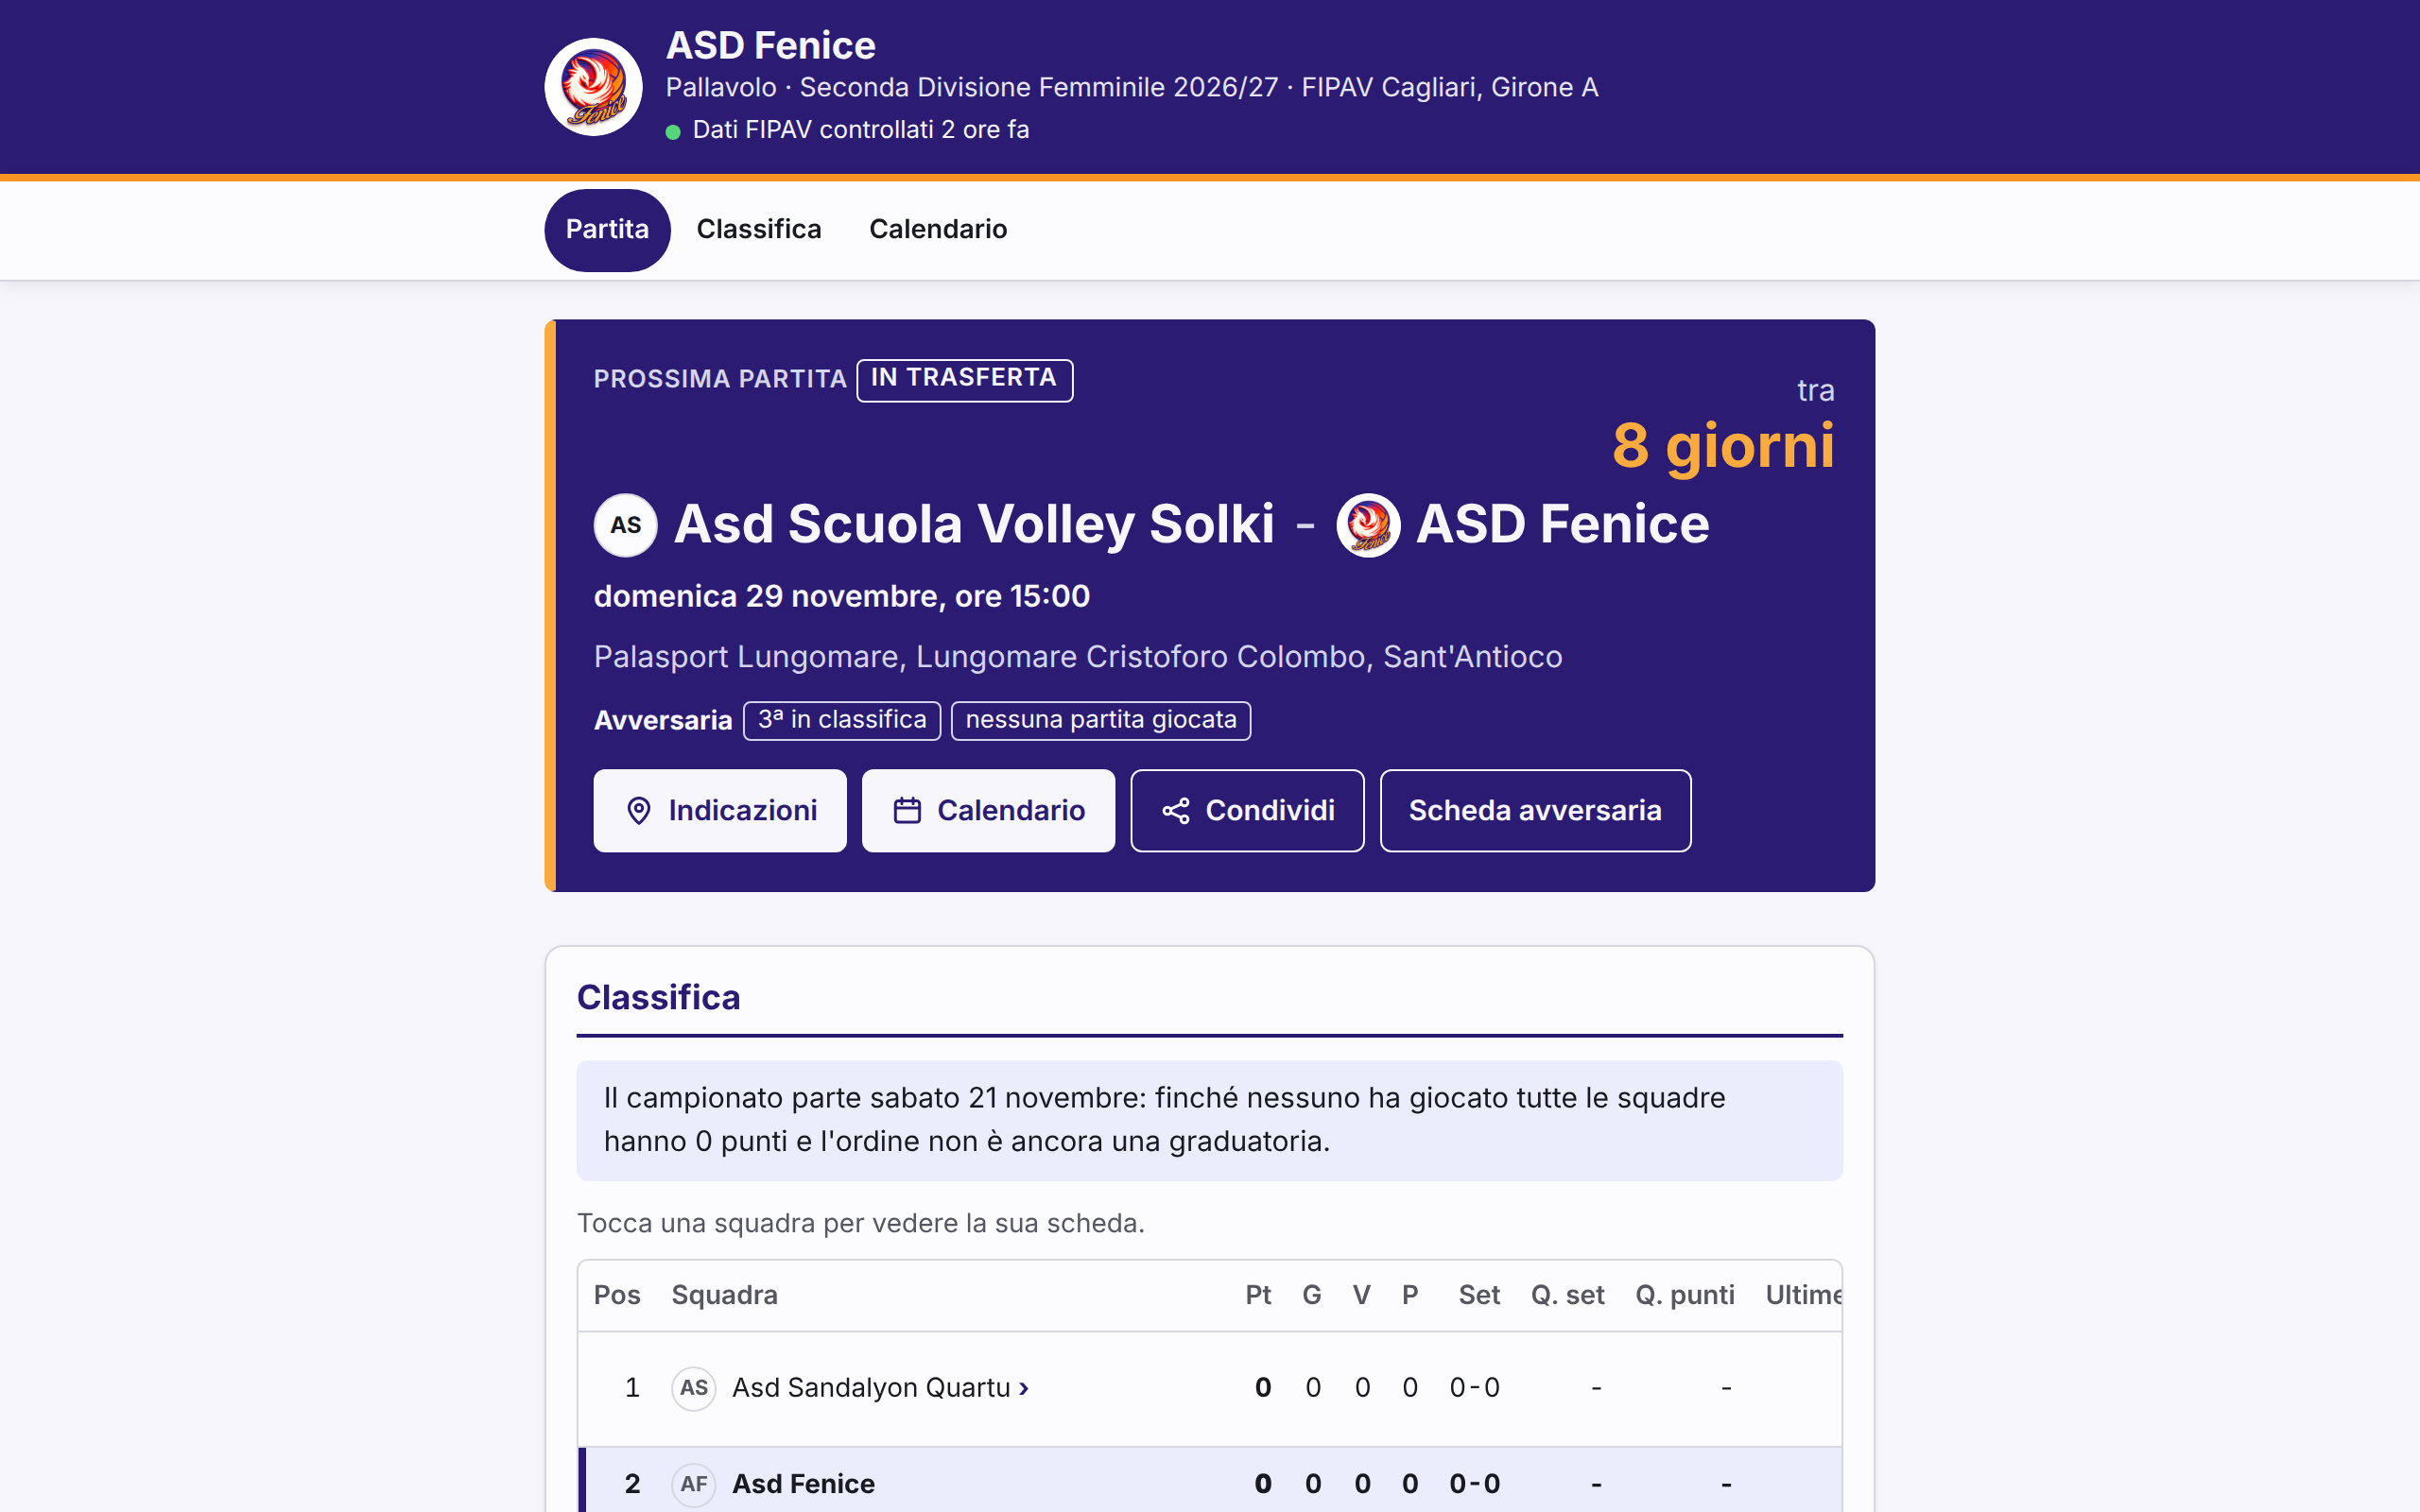 Fenice
ASD Fenice
Pallavolo · Seconda Divisione Femminile 2026/27 · FIPAV Cagliari, Girone A
Dati FIPAV controllati 2 ore fa
Partita Classifica Calendario
PROSSIMA PARTITA IN TRASFERTA
tra
8 giorni
AS Asd Scuola Volley Solki - Fenice ASD Fenice
domenica 29 novembre, ore 15:00
Palasport Lungomare, Lungomare Cristoforo Colombo, Sant'Antioco
Avversaria 3ª in classifica nessuna partita giocata
Indicazioni Calendario Condividi Scheda avversaria
Classifica
Il campionato parte sabato 21 novembre: finché nessuno ha giocato tutte le squadre
hanno 0 punti e l'ordine non è ancora una graduatoria.
Tocca una squadra per vedere la sua scheda.
Pos Squadra Pt G V P Set Q. set Q. punti Ultime
1 AS Asd Sandalyon Quartu › 0 0 0 0 0-0 - -
2 AF Asd Fenice 0 0 0 0 0-0 - -